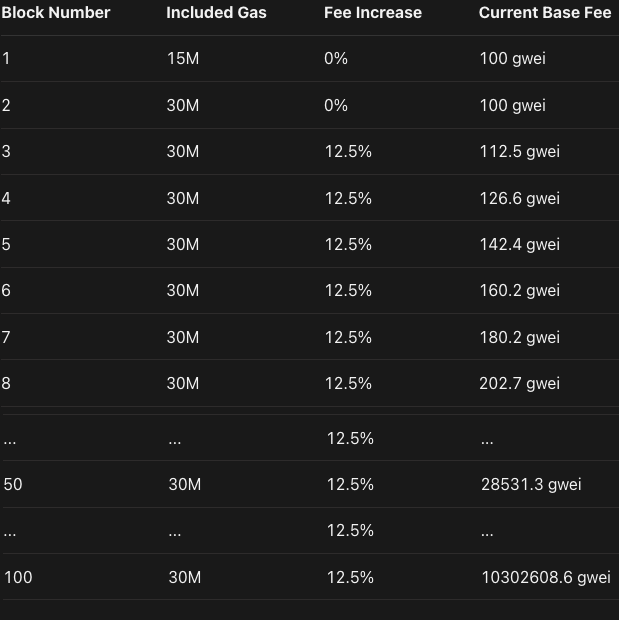 Block Number Included Gas Fee Increase Current Base Fee
1 15M 0% 100 gwei
2 30M 0% 100 gwei
3 30M 12.5% 112.5 gwei
4 30M 12.5% 126.6 gwei
5 30M 12.5% 142.4 gwei
6 30M 12.5% 160.2 gwei
7 30M 12.5% 180.2 gwei
8 30M 12.5% 202.7 gwei
... ... 12.5% ...
50 30M 12.5% 28531.3 gwei
... ... 12.5% ...
100 30M 12.5% 10302608.6 gwei